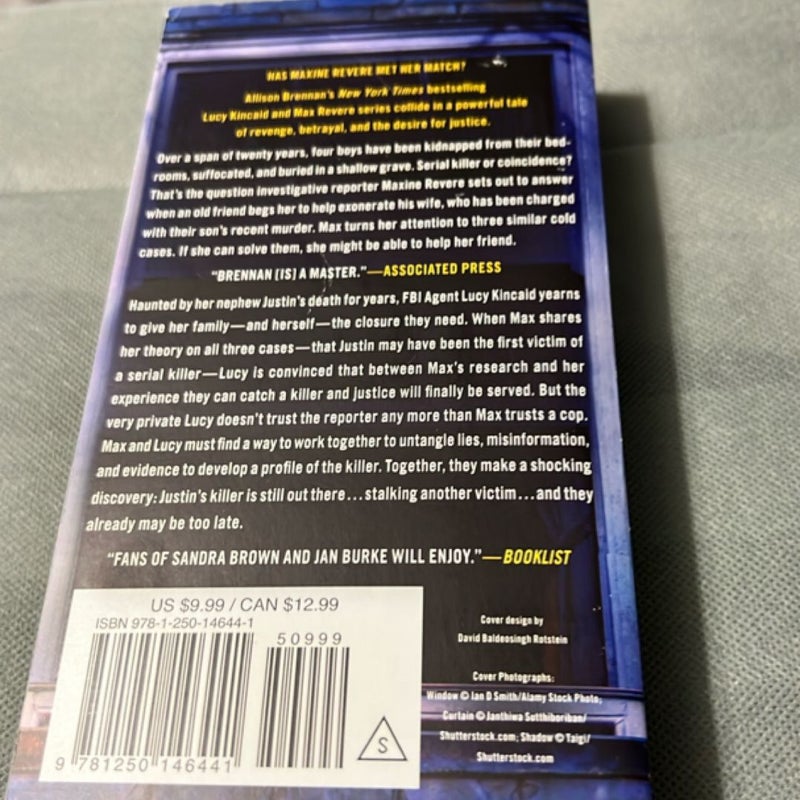 HAS MAXINE REVERE MET HER MATCH?
Allison Brennan's New York Times bestselling
Lucy Kincaid and Max Revere series collide in a powerful tale
of revenge, betrayal, and the desire for justice.
Over a span of twenty years, four boys have been kidnapped from their bed-
rooms, suffocated, and buried in a shallow grave. Serial killer or coincidence?
That's the question investigative reporter Maxine Revere sets out to answer
when an old friend begs her to help exonerate his wife, who has been charged
with their son's recent murder. Max turns her attention to three similar cold
cases. If she can solve them, she might be able to help her friend.
"BRENNAN [IS] A MASTER."—ASSOCIATED PRESS
Haunted by her nephew Justin's death for years, FBI Agent Lucy Kincaid yearns
to give her family—and herself—the closure they need. When Max shares
her theory on all three cases—that Justin may have been the first victim of
a serial killer—Lucy is convinced that between Max's research and her
experience they can catch a killer and justice will finally be served. But the
very private Lucy doesn't trust the reporter any more than Max trusts a cop.
Max and Lucy must find a way to work together to untangle lies, misinformation,
and evidence to develop a profile of the killer. Together, they make a shocking
discovery: Justin's killer is still out there...stalking another victim...and they
already may be too late.
"FANS OF SANDRA BROWN AND JAN BURKE WILL ENJOY."—BOOKLIST
US $9.99 / CAN $12.99
ISBN 978-1-250-14644-1
50999
9 781250 146441
S
Cover design by
David Baldeosingh Rotstein
Cover Photographs:
Window © Ian D Smith/Alamy Stock Photo;
Curtain © Janthiwa Sutthiboriban/
Shutterstock.com; Shadow © Taigi/
Shutterstock.com